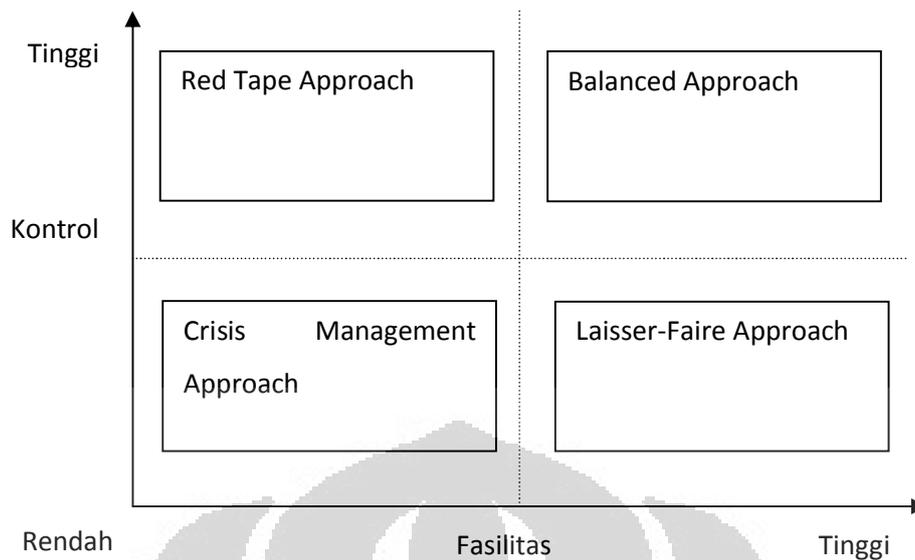 Tinggi
Red Tape Approach
Balanced Approach
Kontrol
Crisis Management
Approach
Laisser-Faire Approach
Rendah
Fasilitas
Tinggi